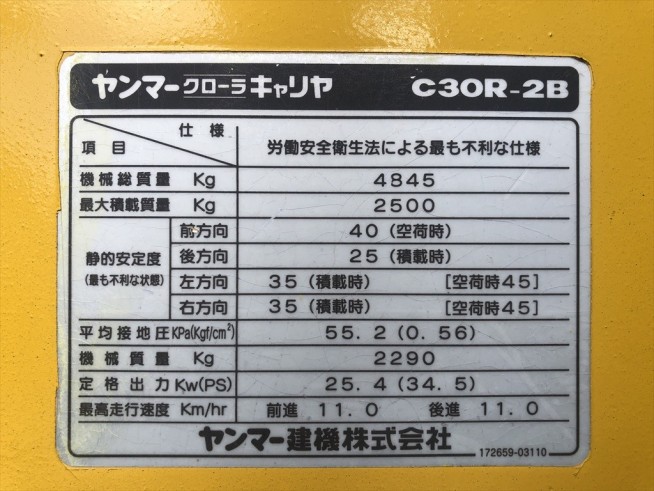 ヤンマークローラキャリヤ C30R-2B
仕様
項目 労働安全衛生法による最も不利な仕様
機械総質量 Kg 4845
最大積載質量 Kg 2500
静的安定度 (最も不利な状態)
前方向 40 (空荷時)
後方向 25 (積載時)
左方向 35 (積載時) [空荷時45]
右方向 35 (積載時) [空荷時45]
平均接地圧 KPa(Kgf/cm²) 55.2 (0.56)
機械質量 Kg 2290
定格出力 Kw(PS) 25.4 (34.5)
最高走行速度 Km/hr 前進 11.0 後進 11.0
ヤンマー建機株式会社 172659-03110